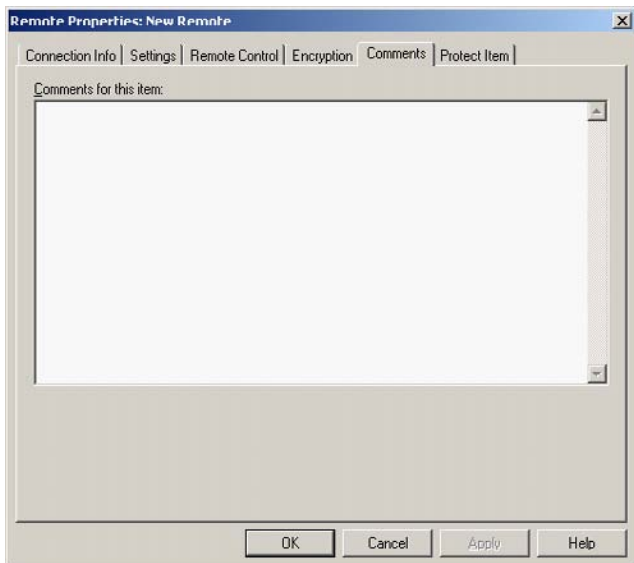 Remote Properties: New Remote
Connection Info Settings Remote Control Encryption Comments Protect Item
Comments for this item:
OK Cancel Apply Help